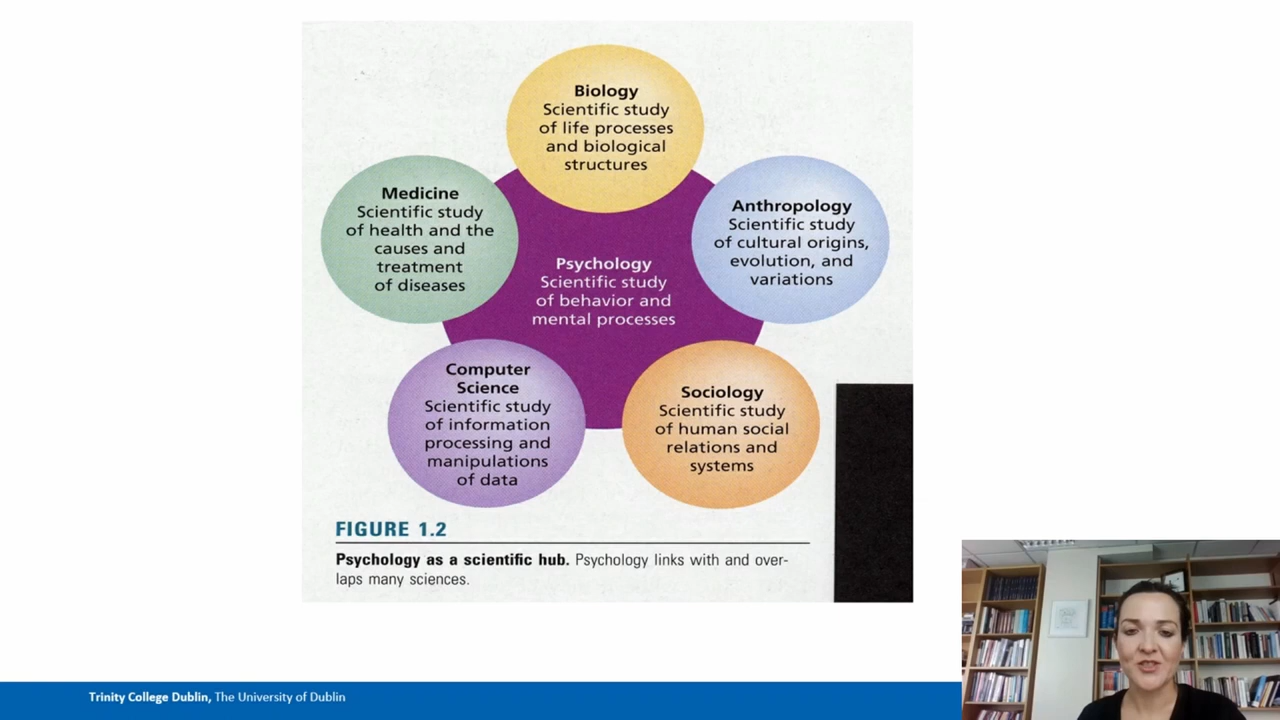 Biology
Scientific study
of life processes
and biological
structures
Medicine
Scientific study
of health and the
causes and
treatment
of diseases
Anthropology
Scientific study
of cultural origins,
evolution, and
variations
Psychology
Scientific study
of behavior and
mental processes
Computer
Science
Scientific study
of information
processing and
manipulations
of data
Sociology
Scientific study
of human social
relations and
systems
FIGURE 1.2
Psychology as a scientific hub. Psychology links with and over-
laps many sciences.
Trinity College Dublin, The University of Dublin